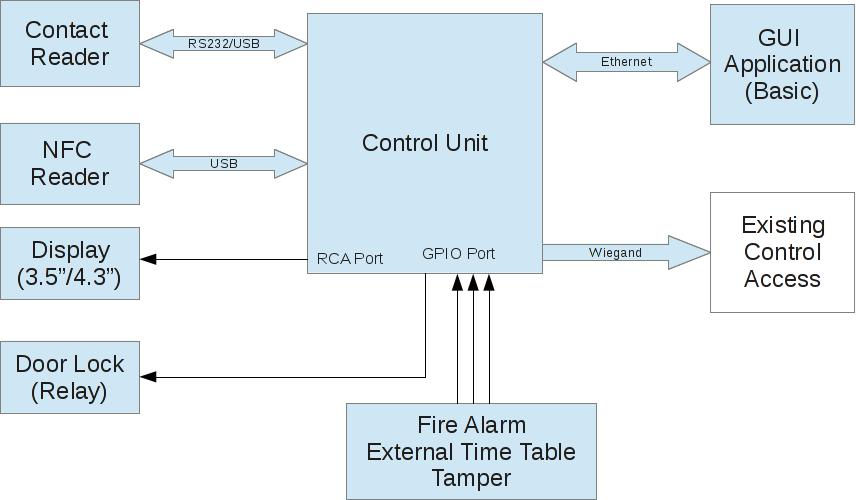 Contact
Reader
RS232/USB
Control Unit
Ethernet
GUI
Application
(Basic)
NFC
Reader
USB
Display
(3.5”/4.3”)
RCA Port
GPIO Port
Wiegand
Existing
Control
Access
Door Lock
(Relay)
Fire Alarm
External Time Table
Tamper